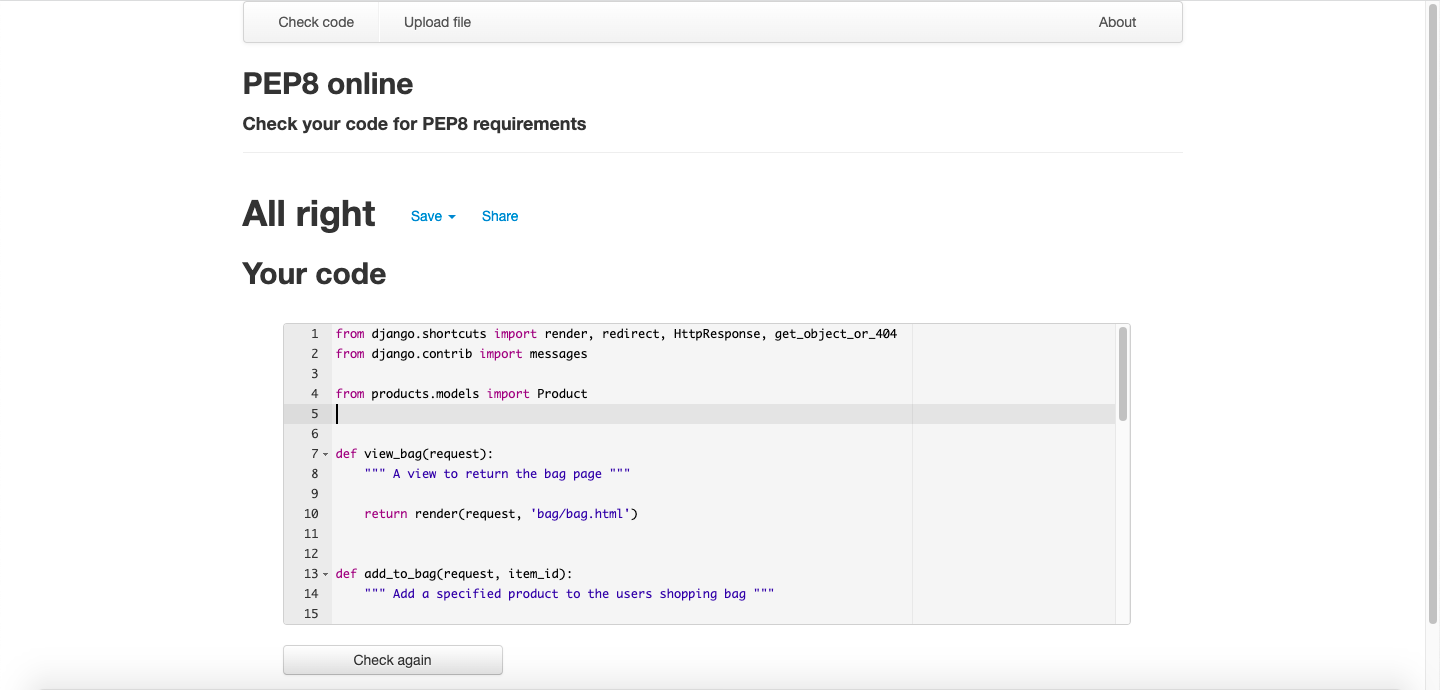 Check code Upload file About
PEP8 online
Check your code for PEP8 requirements
All right Save Share
Your code
1 from django.shortcuts import render, redirect, HttpResponse, get_object_or_404
2 from django.contrib import messages
3
4 from products.models import Product
5
6
7 def view_bag(request):
8     """ A view to return the bag page """
9
10     return render(request, 'bag/bag.html')
11
12
13 def add_to_bag(request, item_id):
14     """ Add a specified product to the users shopping bag """
15
Check again